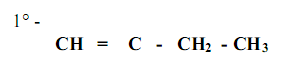 1° -
CH = C - CH₂ - CH₃